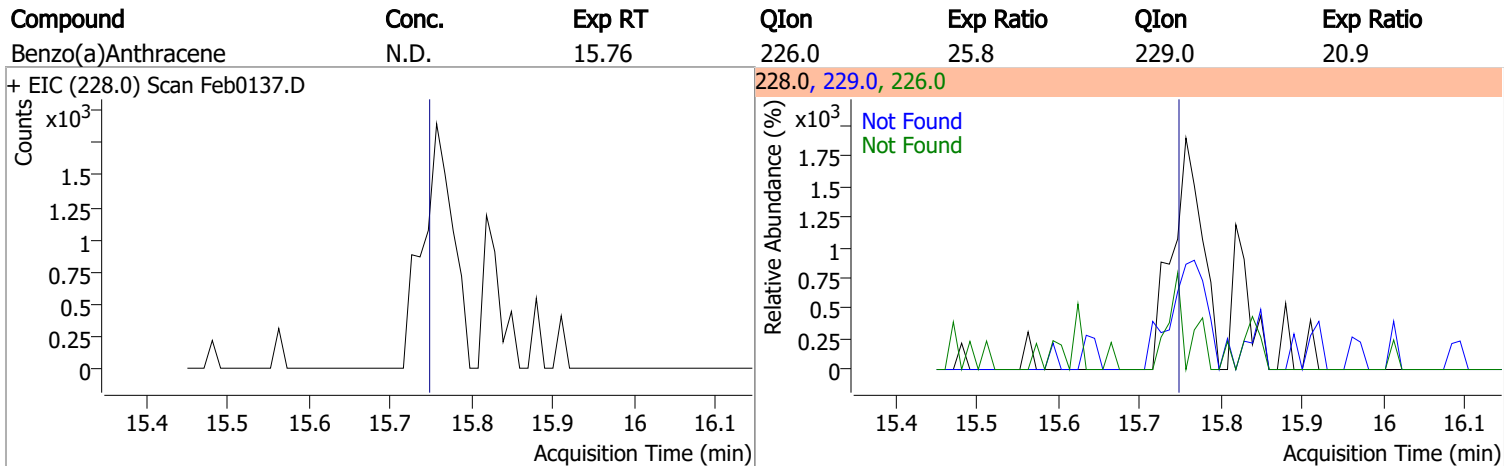 Compound Conc. Exp RT QIon Exp Ratio QIon Exp Ratio
Benzo(a)Anthracene N.D. 15.76 226.0 25.8 229.0 20.9
+ EIC (228.0) Scan Feb0137.D
Counts
x10³
1.5
1.25
1
0.75
0.5
0.25
0
15.4 15.5 15.6 15.7 15.8 15.9 16 16.1
Acquisition Time (min)
228.0, 229.0, 226.0
Relative Abundance (%)
x10³
Not Found
Not Found
1.75
1.5
1.25
1
0.75
0.5
0.25
0
15.4 15.5 15.6 15.7 15.8 15.9 16 16.1
Acquisition Time (min)